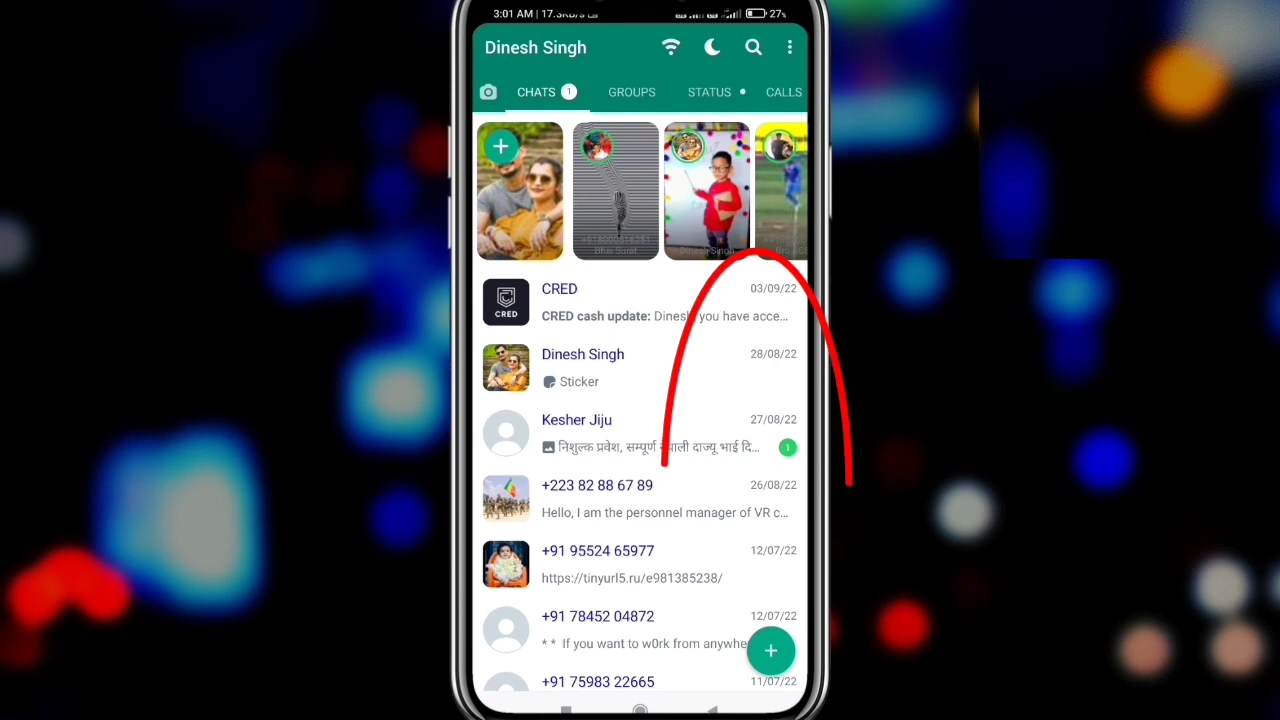 3:01 AM | 17.3KB/s
27%
Dinesh Singh
CHATS 1
GROUPS
STATUS
CALLS
Bhai Surat
Dinesh Singh
CRED
CRED
03/09/22
CRED cash update: Dinesh, you have acce...
Dinesh Singh
28/08/22
Sticker
Kesher Jiju
27/08/22
निशुल्क प्रवेश, सम्पूर्ण नेपाली दाज्यू भाई दि...
1
+223 82 88 67 89
26/08/22
Hello, I am the personnel manager of VR c...
+91 95524 65977
12/07/22
https://tinyurl5.ru/e981385238/
+91 78452 04872
12/07/22
* * If you want to w0rk from anywhe
+91 75983 22665
11/07/22